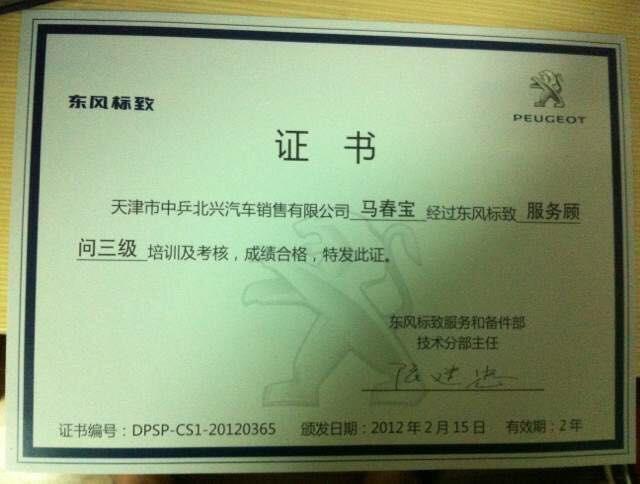 东风标致
PEUGEOT
证 书
天津市中乒北兴汽车销售有限公司 马春宝 经过东风标致 服务顾
问三级 培训及考核，成绩合格，特发此证。
东风标致服务和备件部
技术分部主任
证书编号：DPSP-CS1-20120365 颁发日期：2012 年 2 月 15 日 有效期：2 年